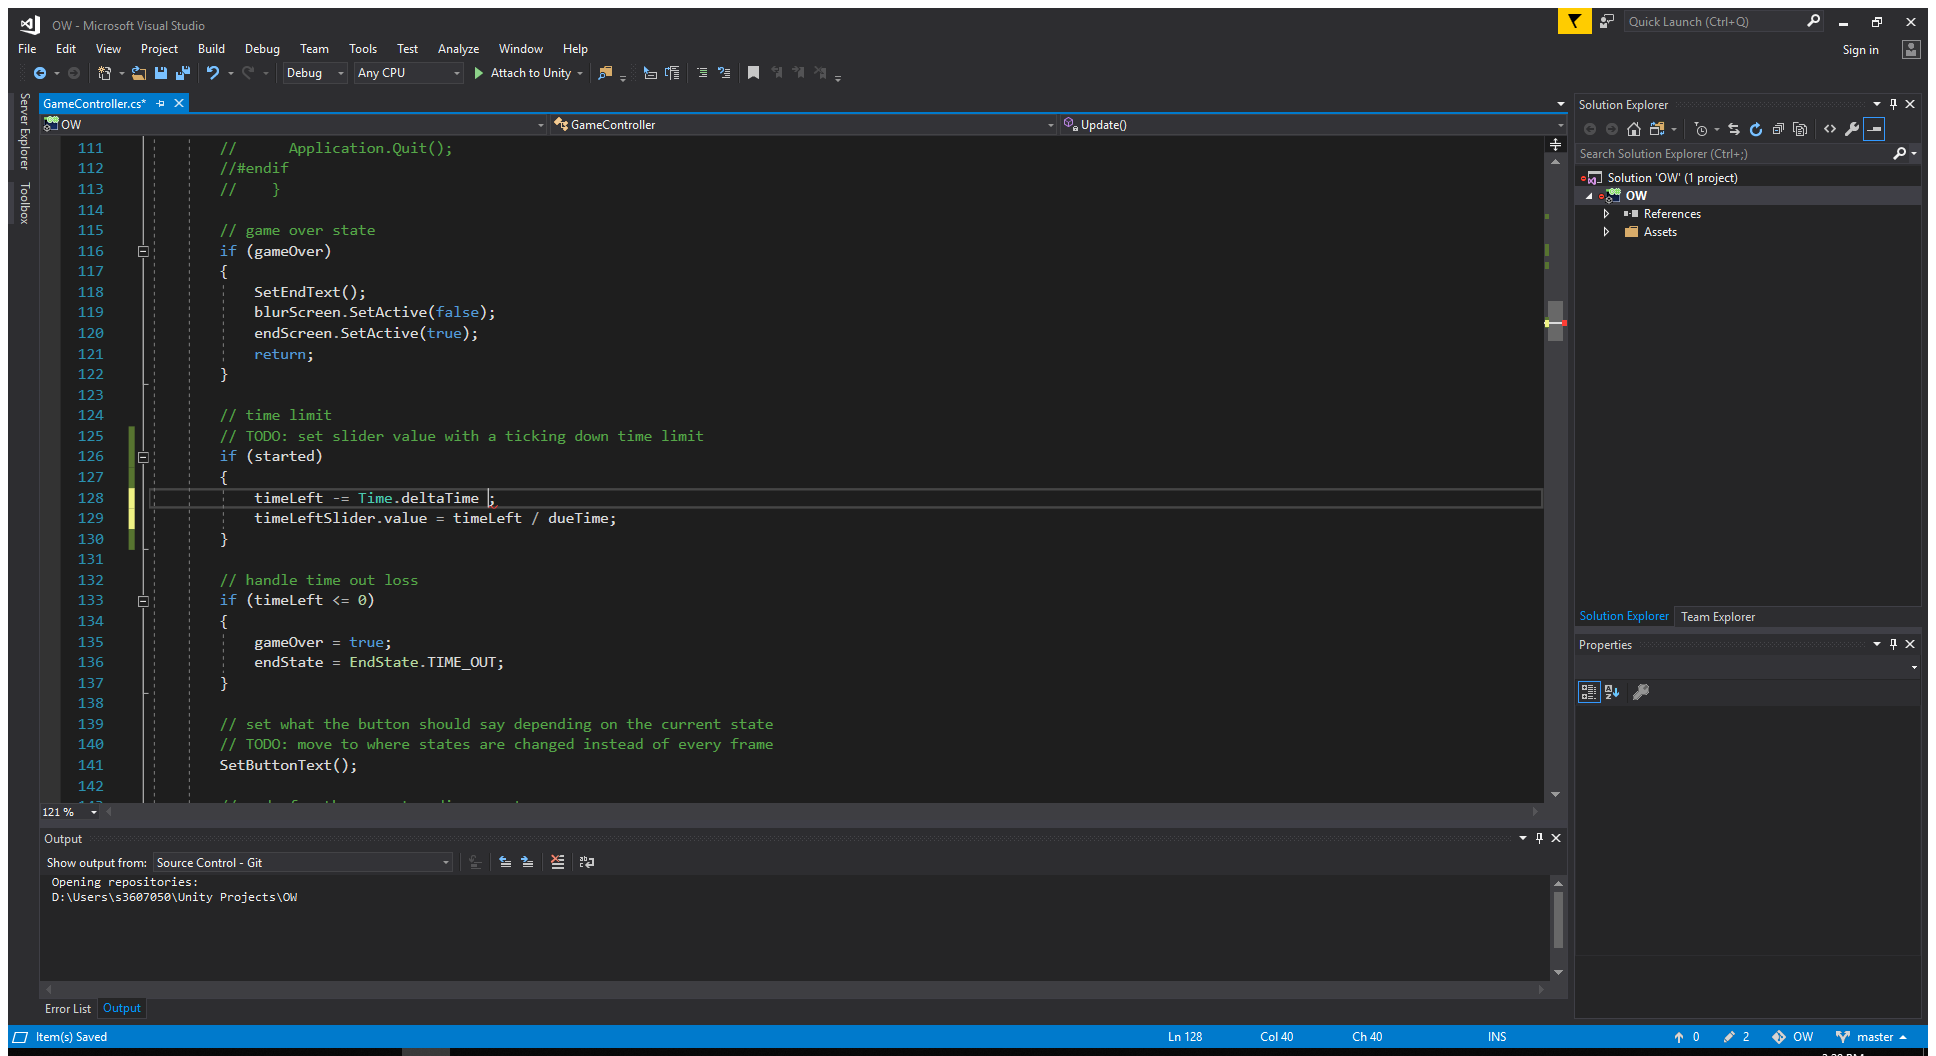 OW - Microsoft Visual Studio
Quick Launch (Ctrl+Q)
File Edit View Project Build Debug Team Tools Test Analyze Window Help
Sign in
Debug Any CPU Attach to Unity
Server Explorer
Toolbox
GameController.cs*
OW GameController Update()
111 // Application.Quit();
112 //#endif
113 // }
114
115 // game over state
116 if (gameOver)
117 {
118 SetEndText();
119 blurScreen.SetActive(false);
120 endScreen.SetActive(true);
121 return;
122 }
123
124 // time limit
125 // TODO: set slider value with a ticking down time limit
126 if (started)
127 {
128 timeLeft -= Time.deltaTime ;
129 timeLeftSlider.value = timeLeft / dueTime;
130 }
131
132 // handle time out loss
133 if (timeLeft <= 0)
134 {
135 gameOver = true;
136 endState = EndState.TIME_OUT;
137 }
138
139 // set what the button should say depending on the current state
140 // TODO: move to where states are changed instead of every frame
141 SetButtonText();
142
121 %
Output
Show output from: Source Control - Git
Opening repositories:
D:\Users\s3607050\Unity Projects\OW
Error List Output
Solution Explorer
Search Solution Explorer (Ctrl+;)
Solution 'OW' (1 project)
OW
References
Assets
Solution Explorer Team Explorer
Properties
Item(s) Saved Ln 128 Col 40 Ch 40 INS 0 2 OW master